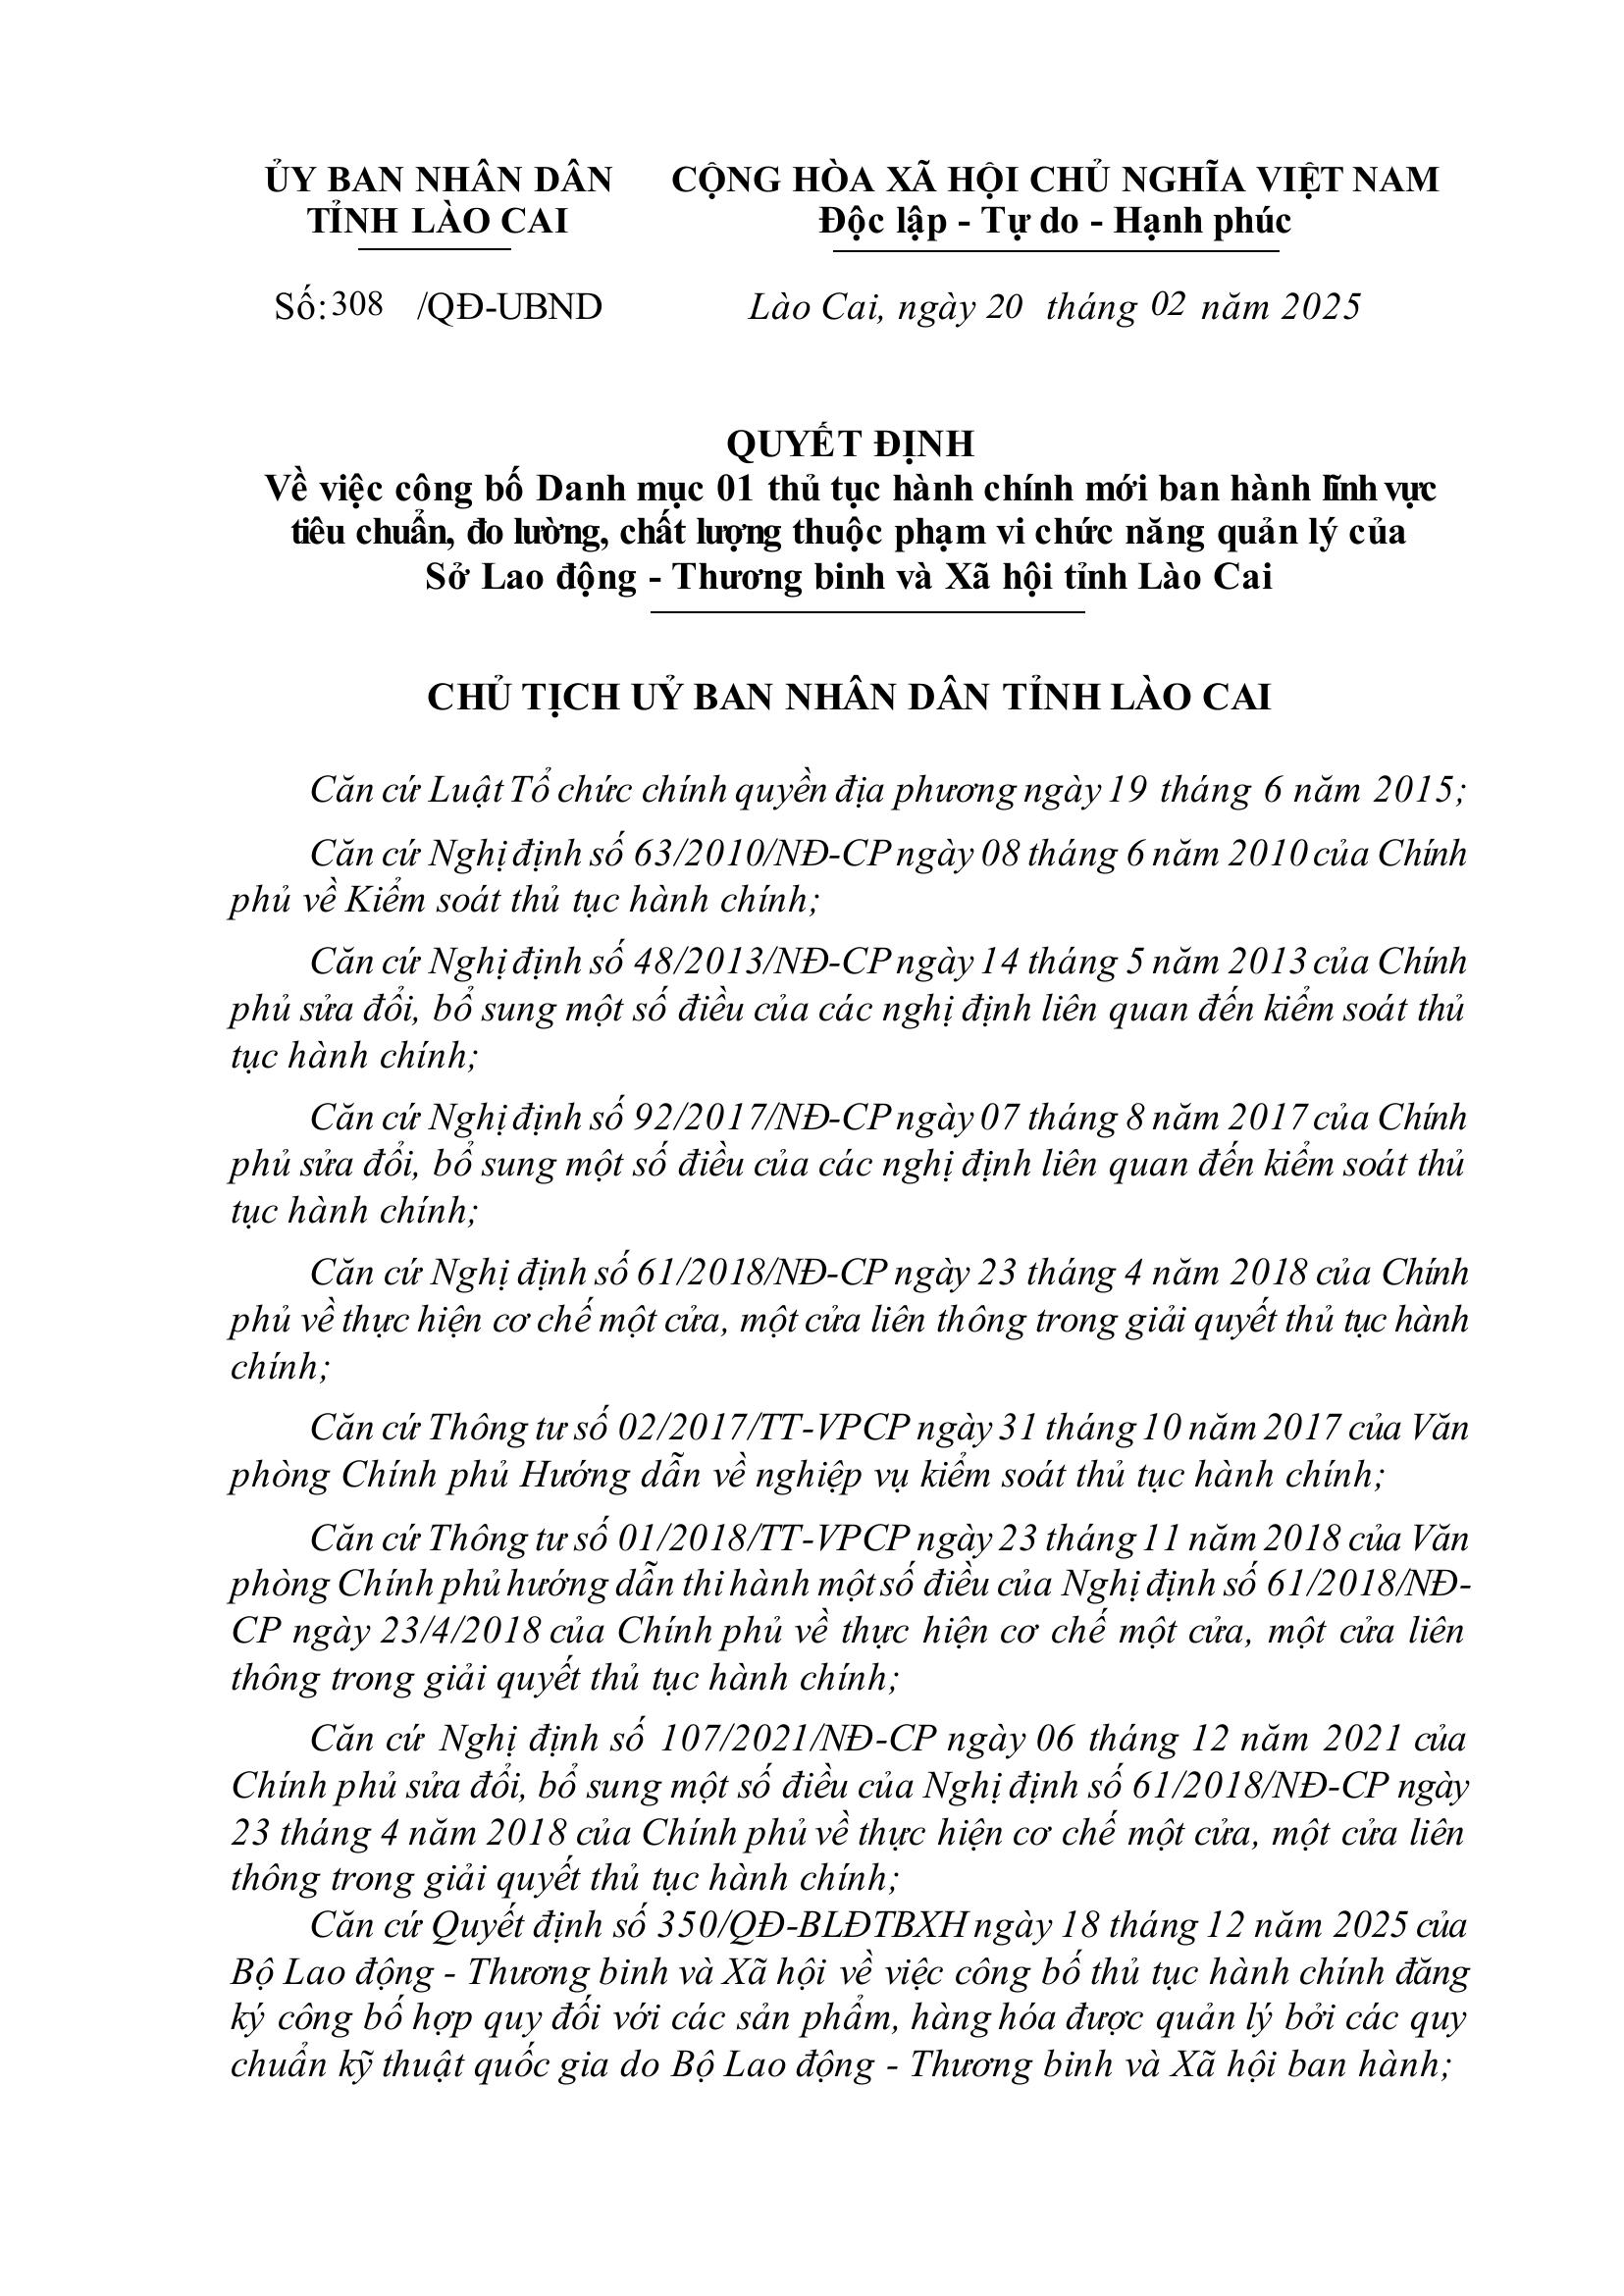 ỦY BAN NHÂN DÂN
TỈNH LÀO CAI
CỘNG HÒA XÃ HỘI CHỦ NGHĨA VIỆT NAM
Độc lập - Tự do - Hạnh phúc
Số: 308 /QĐ-UBND
Lào Cai, ngày 20 tháng 02 năm 2025
QUYẾT ĐỊNH
Về việc công bố Danh mục 01 thủ tục hành chính mới ban hành lĩnh vực
tiêu chuẩn, đo lường, chất lượng thuộc phạm vi chức năng quản lý của
Sở Lao động - Thương binh và Xã hội tỉnh Lào Cai
CHỦ TỊCH UỶ BAN NHÂN DÂN TỈNH LÀO CAI
Căn cứ Luật Tổ chức chính quyền địa phương ngày 19 tháng 6 năm 2015;
Căn cứ Nghị định số 63/2010/NĐ-CP ngày 08 tháng 6 năm 2010 của Chính
phủ về Kiểm soát thủ tục hành chính;
Căn cứ Nghị định số 48/2013/NĐ-CP ngày 14 tháng 5 năm 2013 của Chính
phủ sửa đổi, bổ sung một số điều của các nghị định liên quan đến kiểm soát thủ
tục hành chính;
Căn cứ Nghị định số 92/2017/NĐ-CP ngày 07 tháng 8 năm 2017 của Chính
phủ sửa đổi, bổ sung một số điều của các nghị định liên quan đến kiểm soát thủ
tục hành chính;
Căn cứ Nghị định số 61/2018/NĐ-CP ngày 23 tháng 4 năm 2018 của Chính
phủ về thực hiện cơ chế một cửa, một cửa liên thông trong giải quyết thủ tục hành
chính;
Căn cứ Thông tư số 02/2017/TT-VPCP ngày 31 tháng 10 năm 2017 của Văn
phòng Chính phủ Hướng dẫn về nghiệp vụ kiểm soát thủ tục hành chính;
Căn cứ Thông tư số 01/2018/TT-VPCP ngày 23 tháng 11 năm 2018 của Văn
phòng Chính phủ hướng dẫn thi hành một số điều của Nghị định số 61/2018/NĐ-
CP ngày 23/4/2018 của Chính phủ về thực hiện cơ chế một cửa, một cửa liên
thông trong giải quyết thủ tục hành chính;
Căn cứ Nghị định số 107/2021/NĐ-CP ngày 06 tháng 12 năm 2021 của
Chính phủ sửa đổi, bổ sung một số điều của Nghị định số 61/2018/NĐ-CP ngày
23 tháng 4 năm 2018 của Chính phủ về thực hiện cơ chế một cửa, một cửa liên
thông trong giải quyết thủ tục hành chính;
Căn cứ Quyết định số 350/QĐ-BLĐTBXH ngày 18 tháng 12 năm 2025 của
Bộ Lao động - Thương binh và Xã hội về việc công bố thủ tục hành chính đăng
ký công bố hợp quy đối với các sản phẩm, hàng hóa được quản lý bởi các quy
chuẩn kỹ thuật quốc gia do Bộ Lao động - Thương binh và Xã hội ban hành;